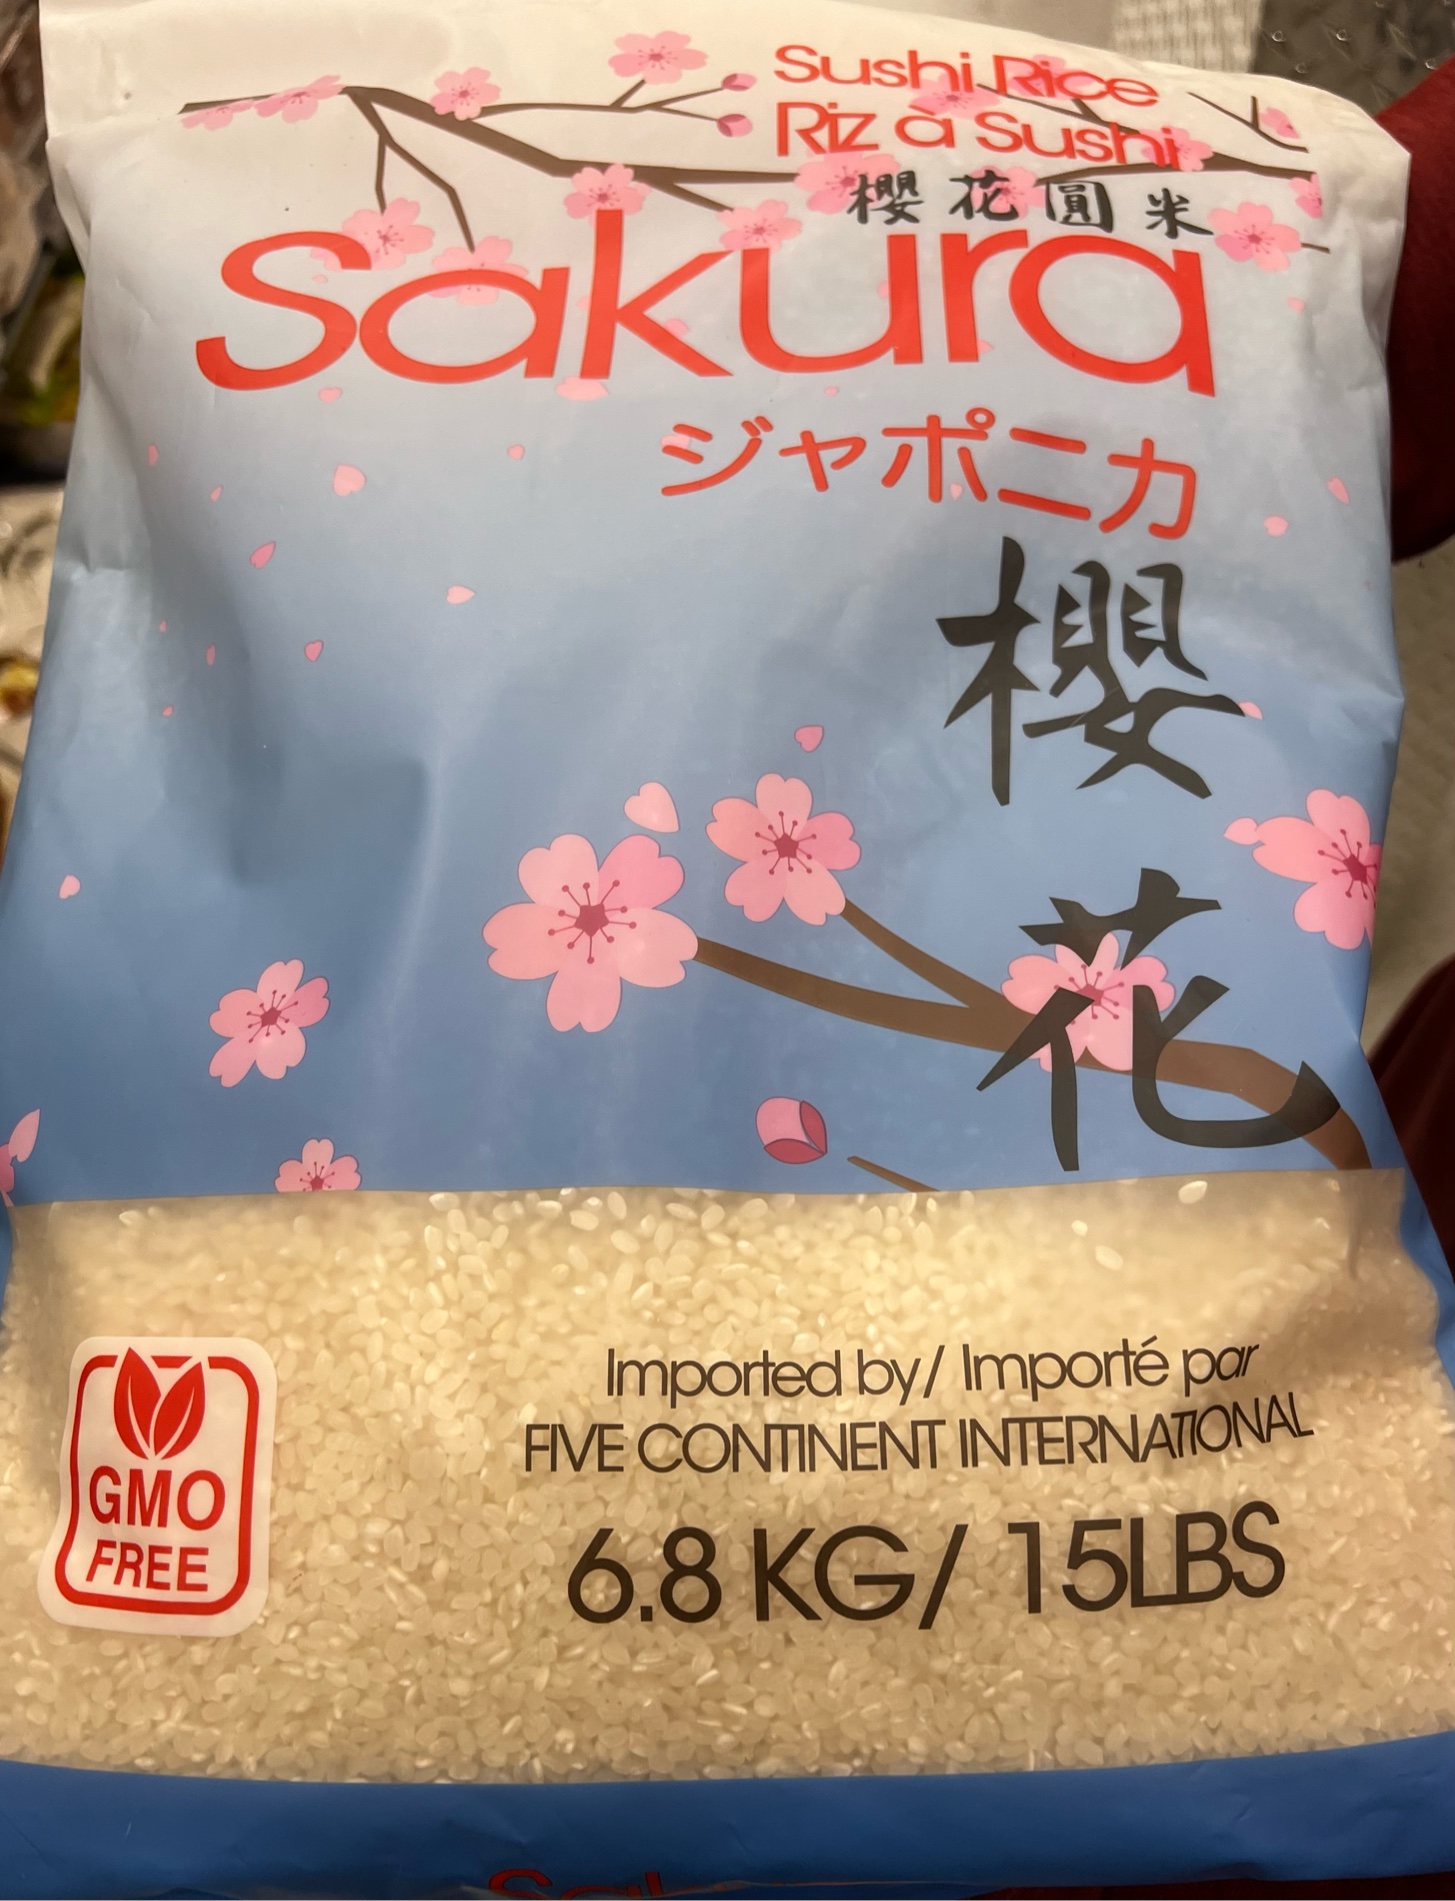 Sushi Rice
Riz à Sushi
櫻花圓米
Sakura
ジャポニカ
櫻
花
Imported by/ Importé par
FIVE CONTINENT INTERNATIONAL
6.8 KG/ 15LBS
GMO
FREE